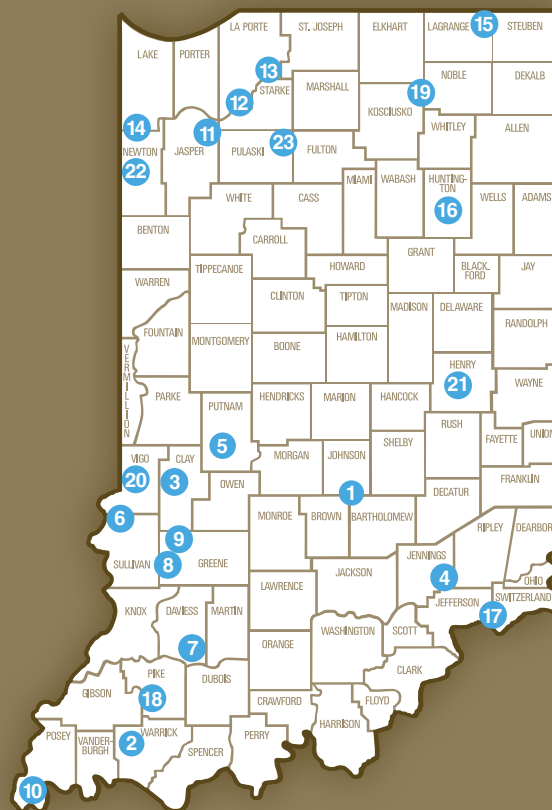 LA PORTE
ST. JOSEPH
ELKHART
LAGRANGE
15
STEUBEN
LAKE
PORTER
13
STARKE
NOBLE
DEKALB
MARSHALL
12
19
KOSCIUSKO
14
11
WHITLEY
ALLEN
NEWTON
JASPER
PULASKI
23
FULTON
22
MIAMI
WABASH
HUNTING-
TON
16
WHITE
CASS
WELLS
ADAMS
BENTON
CARROLL
GRANT
TIPPECANOE
HOWARD
BLACK-
FORD
JAY
WARREN
CLINTON
TIPTON
MADISON
DELAWARE
FOUNTAIN
RANDOLPH
MONTGOMERY
BOONE
HAMILTON
VERMILLION
HENRY
21
WAYNE
PARKE
PUTNAM
HENDRICKS
MARION
HANCOCK
RUSH
FAYETTE
UNION
5
SHELBY
VIGO
CLAY
MORGAN
JOHNSON
20
3
OWEN
FRANKLIN
1
DECATUR
6
MONROE
BROWN
BARTHOLOMEW
RIPLEY
DEARBOR
9
SULLIVAN
8
GREENE
JENNINGS
JACKSON
4
OHIO
LAWRENCE
JEFFERSON
SWITZERLAND
KNOX
DAVIESS
MARTIN
17
WASHINGTON
SCOTT
7
ORANGE
PIKE
DUBOIS
CLARK
GIBSON
18
CRAWFORD
FLOYD
HARRISON
POSEY
VANDER-
BURGH
2
WARRICK
PERRY
SPENCER
10